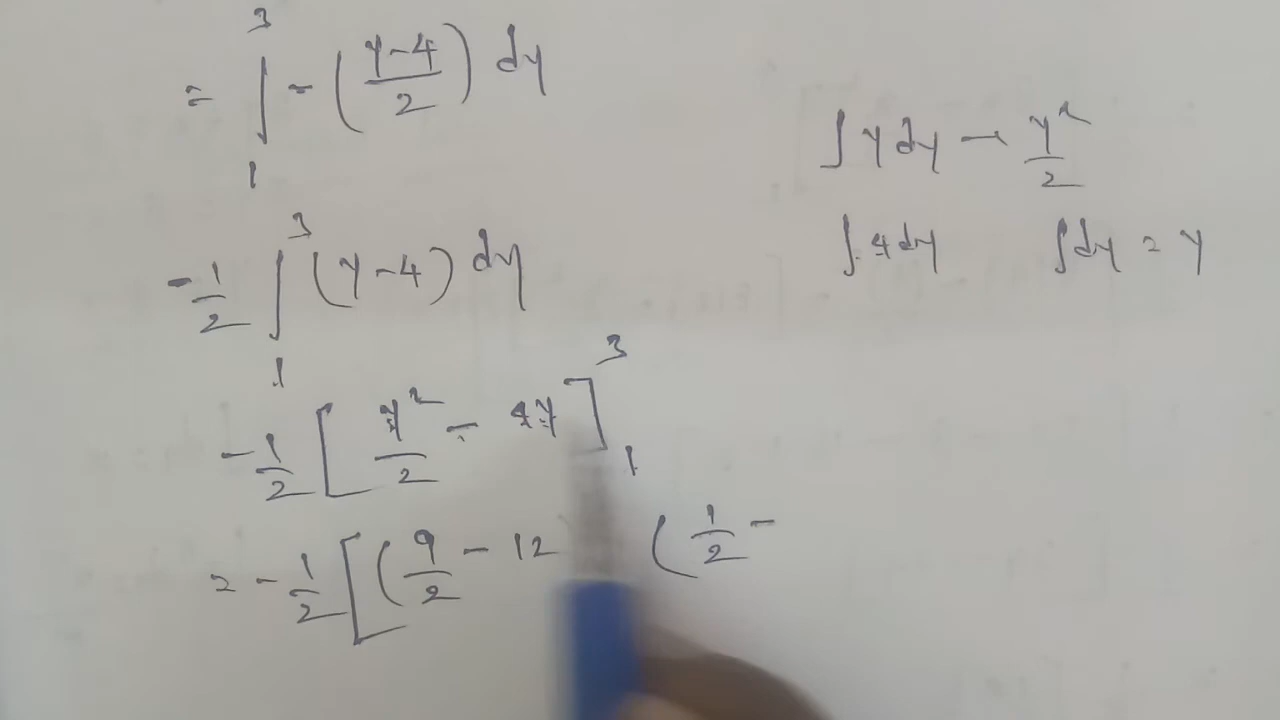 = ∫₁³ -((y-4)/2) dy
∫ y dy → y²/2
∫ 4 dy    ∫ dy = y
-1/2 ∫₁³ (y-4) dy
-1/2 [y²/2 - 4y]₁³
= -1/2 [(9/2 - 12 (1/2 -